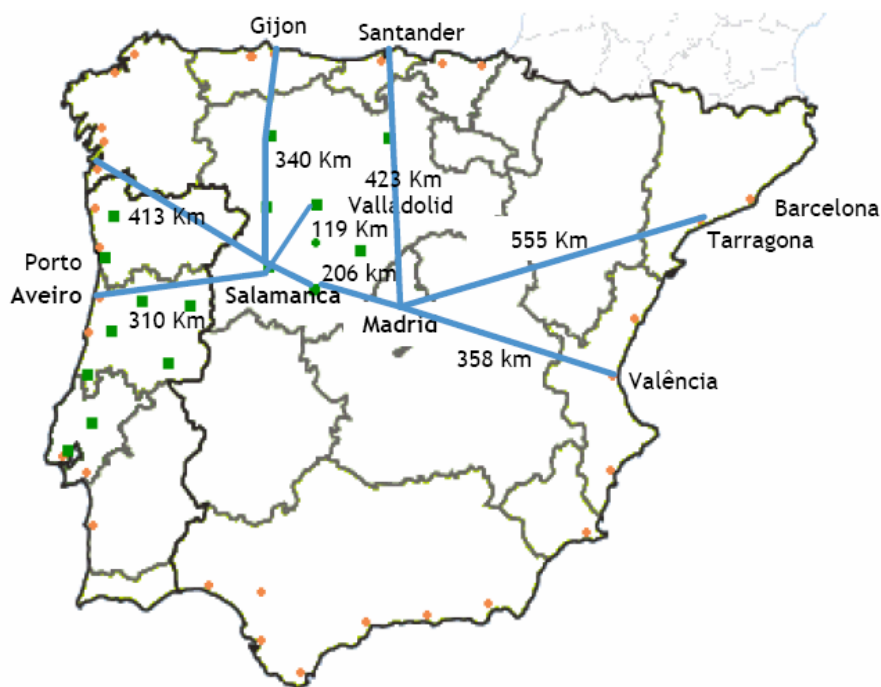 Gijon
Santander
340 Km
423 Km
Valladolid
413 Km
119 Km
555 Km
Barcelona
Tarragona
Porto
206 km
Aveiro
Salamanca
310 Km
Madrid
358 km
Valência